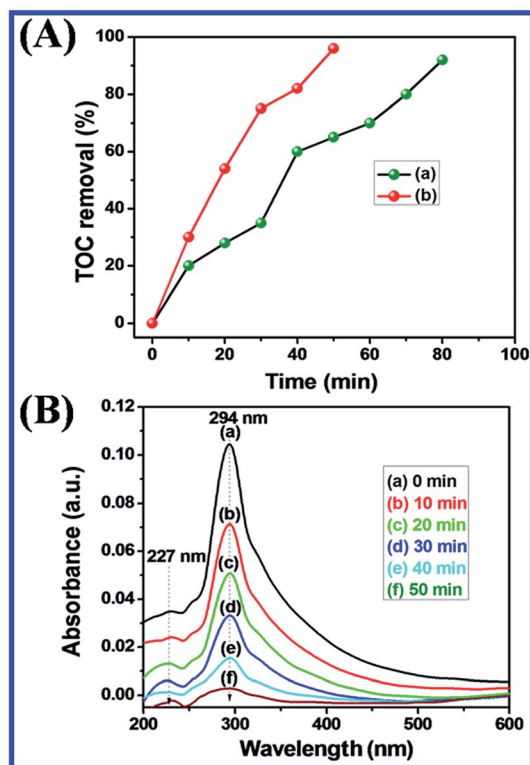 (A)
TOC removal (%)
100
80
60
40
20
0
(a)
(b)
0 20 40 60 80 100
Time (min)
(B)
Absorbance (a.u.)
0.12
0.10
0.08
0.06
0.04
0.02
0.00
294 nm
(a)
227 nm
(b)
(c)
(d)
(e)
(f)
(a) 0 min
(b) 10 min
(c) 20 min
(d) 30 min
(e) 40 min
(f) 50 min
200 300 400 500 600
Wavelength (nm)